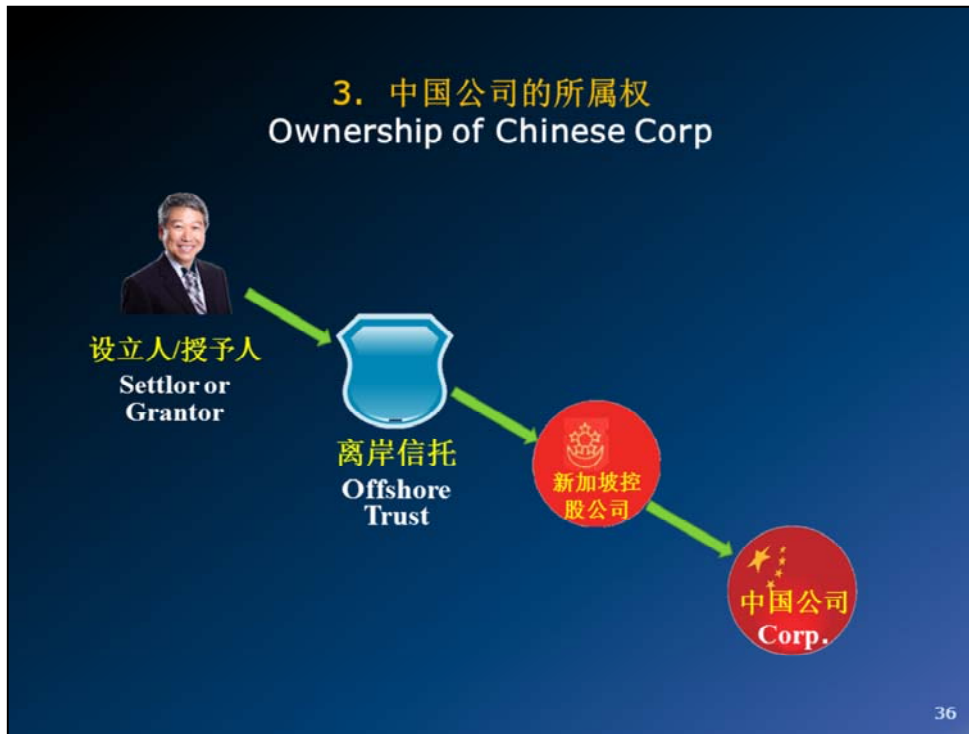 3. 中国公司的所属权
Ownership of Chinese Corp
设立人/授予人
Settlor or
Grantor
离岸信托
Offshore
Trust
新加坡控
股公司
中国公司
Corp.
36